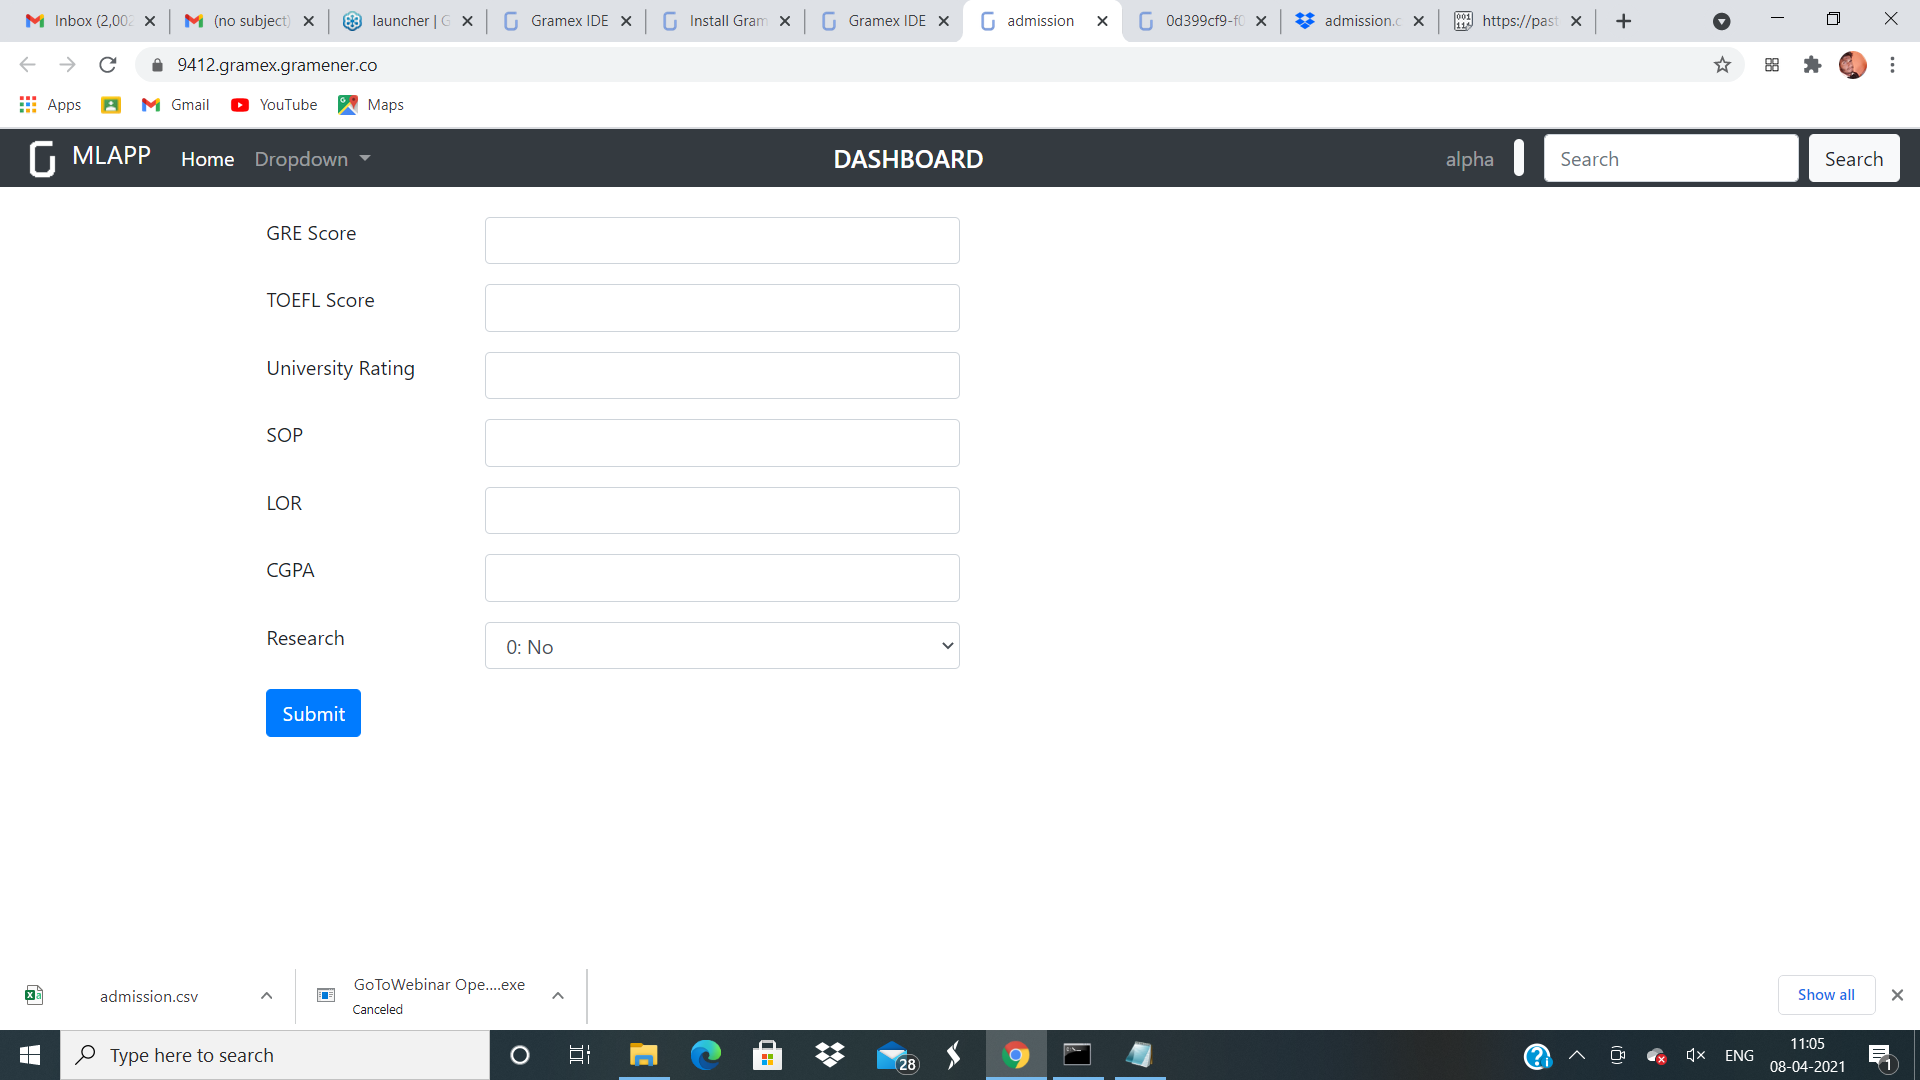 Inbox (2,002
(no subject)
launcher | G
Gramex IDE
Install Gram
Gramex IDE
admission
0d399cf9-f0
admission.c
https://past
9412.gramex.gramener.co
Apps
Gmail
YouTube
Maps
MLAPP
Home
Dropdown
DASHBOARD
alpha
Search
Search
GRE Score
TOEFL Score
University Rating
SOP
LOR
CGPA
Research
0: No
Submit
admission.csv
GoToWebinar Ope....exe
Canceled
Show all
Type here to search
28
ENG
11:05
08-04-2021
1